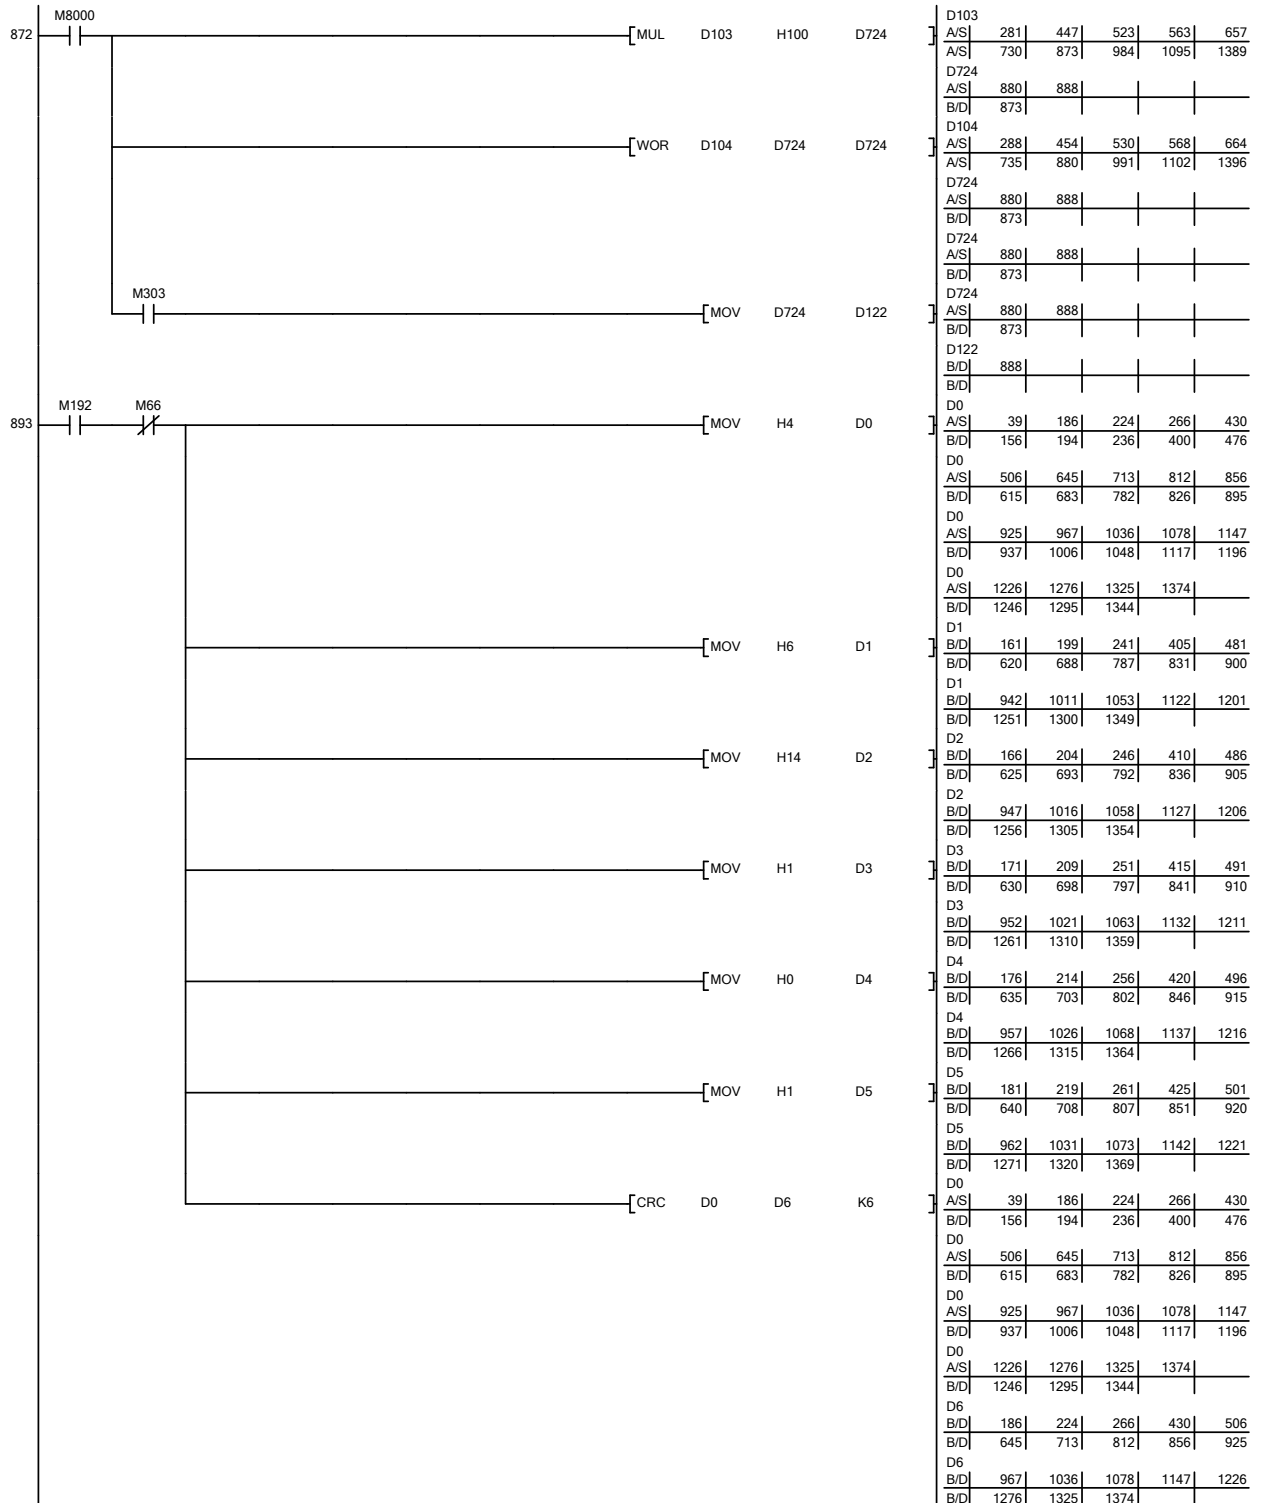 M8000
872 MUL D103 H100 D724
D103
A/S 281 447 523 563 657
A/S 730 873 984 1095 1389
D724
A/S 880 888
B/D 873
WOR D104 D724 D724
D104
A/S 288 454 530 568 664
A/S 735 880 991 1102 1396
D724
A/S 880 888
B/D 873
D724
A/S 880 888
B/D 873
M303
MOV D724 D122
D724
A/S 880 888
B/D 873
D122
B/D 888
B/D
M192 M66
893 MOV H4 D0
D0
A/S 39 186 224 266 430
B/D 156 194 236 400 476
D0
A/S 506 645 713 812 856
B/D 615 683 782 826 895
D0
A/S 925 967 1036 1078 1147
B/D 937 1006 1048 1117 1196
D0
A/S 1226 1276 1325 1374
B/D 1246 1295 1344
MOV H6 D1
D1
B/D 161 199 241 405 481
B/D 620 688 787 831 900
D1
B/D 942 1011 1053 1122 1201
B/D 1251 1300 1349
MOV H14 D2
D2
B/D 166 204 246 410 486
B/D 625 693 792 836 905
D2
B/D 947 1016 1058 1127 1206
B/D 1256 1305 1354
MOV H1 D3
D3
B/D 171 209 251 415 491
B/D 630 698 797 841 910
D3
B/D 952 1021 1063 1132 1211
B/D 1261 1310 1359
MOV H0 D4
D4
B/D 176 214 256 420 496
B/D 635 703 802 846 915
D4
B/D 957 1026 1068 1137 1216
B/D 1266 1315 1364
MOV H1 D5
D5
B/D 181 219 261 425 501
B/D 640 708 807 851 920
D5
B/D 962 1031 1073 1142 1221
B/D 1271 1320 1369
CRC D0 D6 K6
D0
A/S 39 186 224 266 430
B/D 156 194 236 400 476
D0
A/S 506 645 713 812 856
B/D 615 683 782 826 895
D0
A/S 925 967 1036 1078 1147
B/D 937 1006 1048 1117 1196
D0
A/S 1226 1276 1325 1374
B/D 1246 1295 1344
D6
B/D 186 224 266 430 506
B/D 645 713 812 856 925
D6
B/D 967 1036 1078 1147 1226
B/D 1276 1325 1374